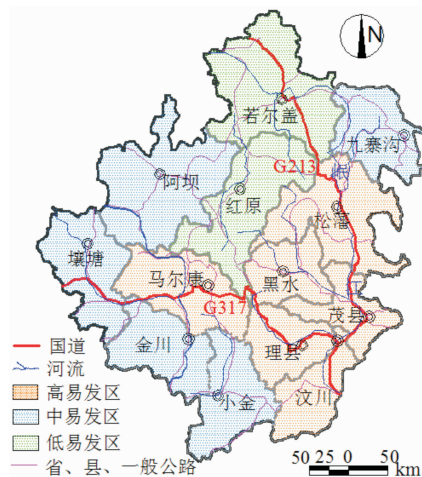 N
若尔盖
九寨沟
G213
岷
阿坝
红原
松藩
壤塘
马尔康
黑水
江
G317
茂县
国道
金川
理县
河流
高易发区
中易发区
小金
汶川
低易发区
省、县、一般公路
50 25 0 50
km